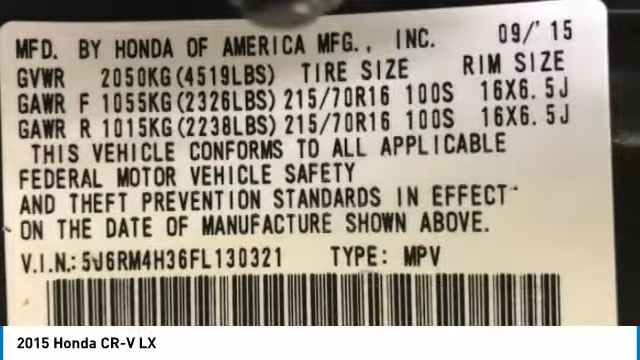 MFD. BY HONDA OF AMERICA MFG., INC. 09/'15
GVWR 2050KG(4519LBS) TIRE SIZE RIM SIZE
GAWR F 1055KG(2326LBS) 215/70R16 100S 16X6.5J
GAWR R 1015KG(2238LBS) 215/70R16 100S 16X6.5J
THIS VEHICLE CONFORMS TO ALL APPLICABLE
FEDERAL MOTOR VEHICLE SAFETY
AND THEFT PREVENTION STANDARDS IN EFFECT
ON THE DATE OF MANUFACTURE SHOWN ABOVE.
V.I.N.: 5J6RM4H36FL130321 TYPE: MPV
2015 Honda CR-V LX